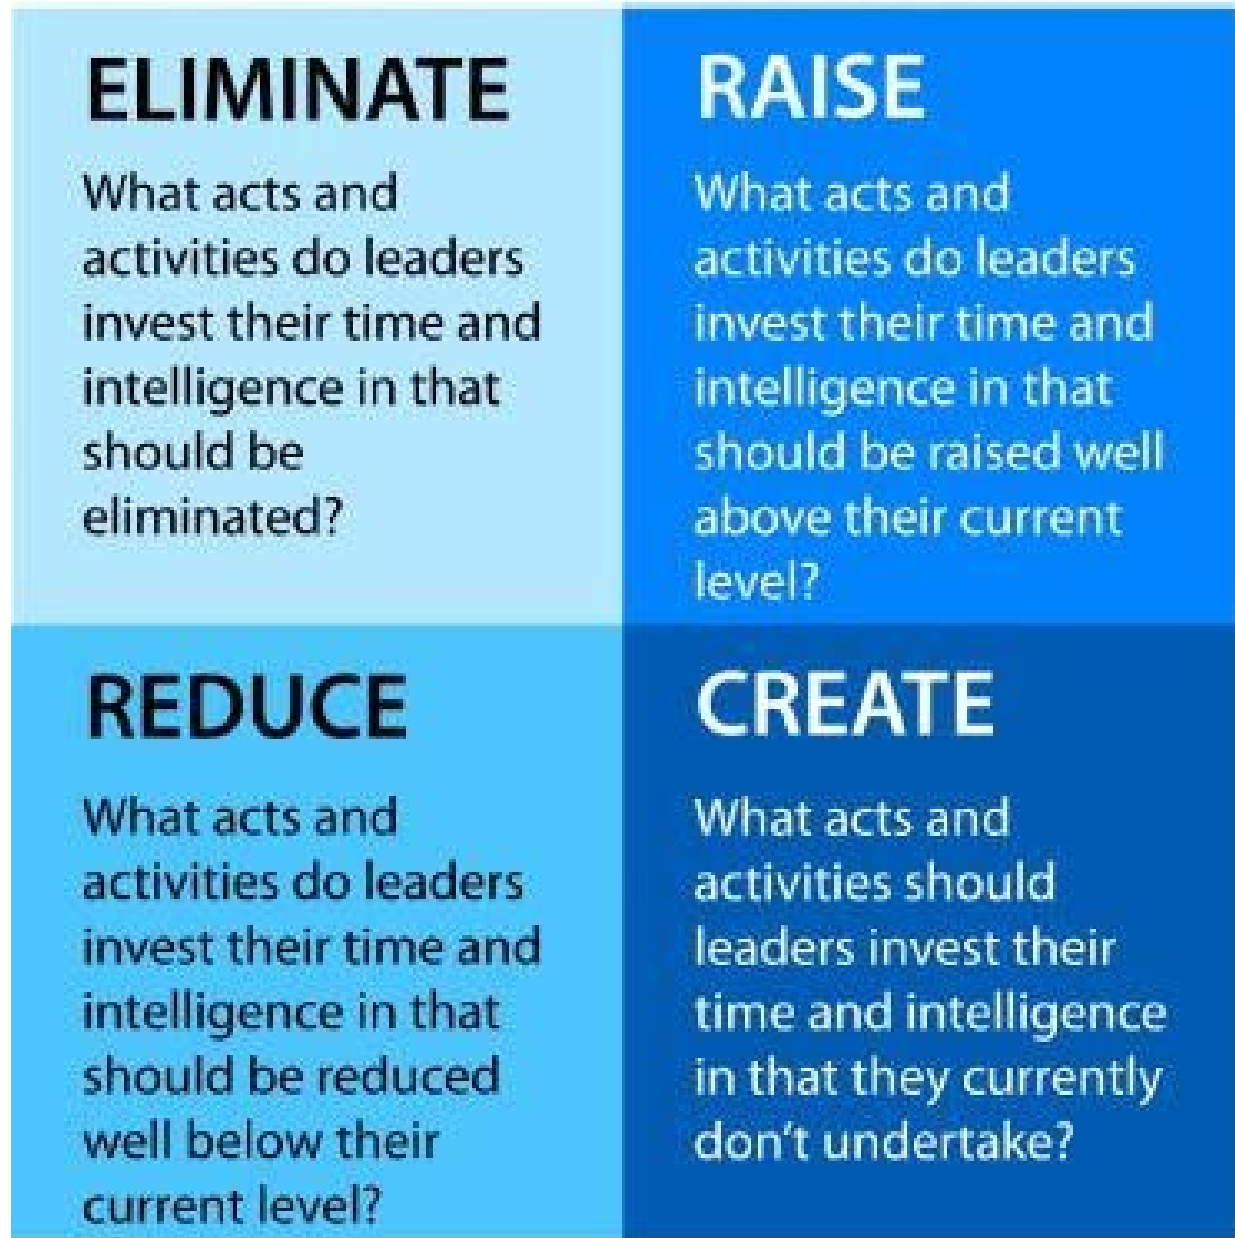 ELIMINATE
What acts and
activities do leaders
invest their time and
intelligence in that
should be
eliminated?
RAISE
What acts and
activities do leaders
invest their time and
intelligence in that
should be raised well
above their current
level?
REDUCE
What acts and
activities do leaders
invest their time and
intelligence in that
should be reduced
well below their
current level?
CREATE
What acts and
activities should
leaders invest their
time and intelligence
in that they currently
don't undertake?